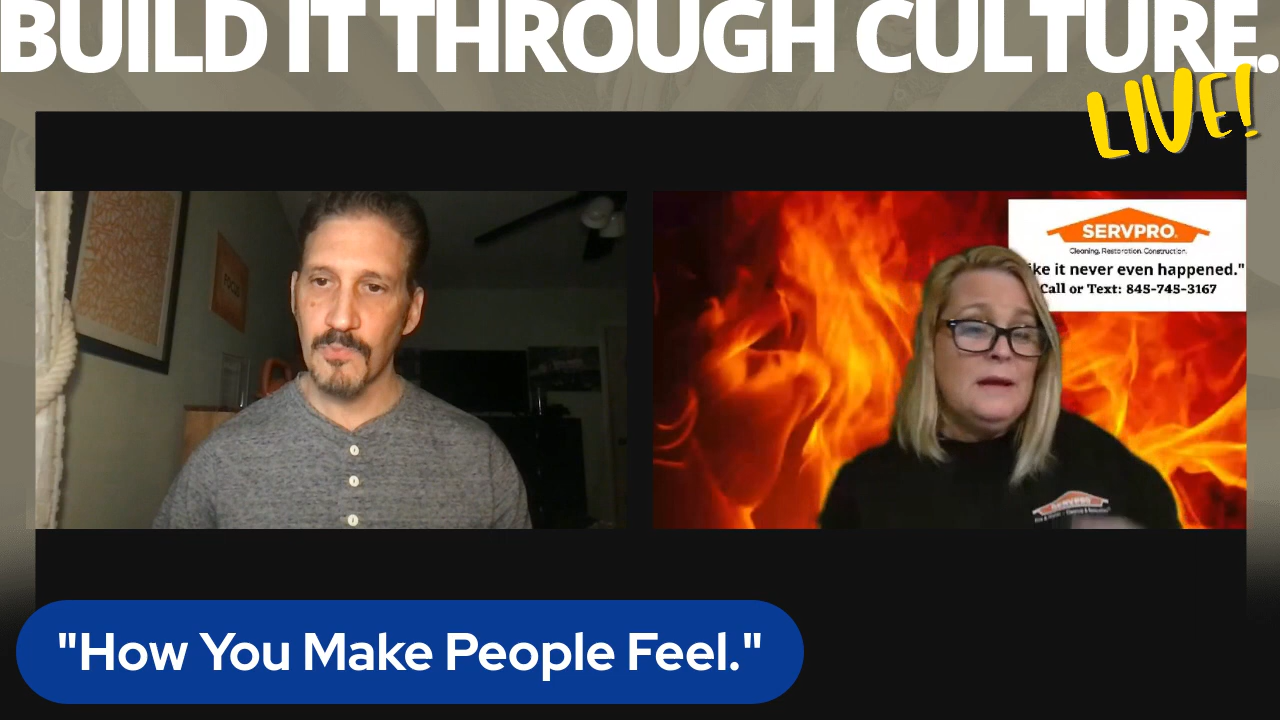 BUILD IT THROUGH CULTURE.
LIVE!
SERVPRO
Cleaning. Restoration. Construction.
ike it never even happened."
Call or Text: 845-745-3167
SERVPRO
"How You Make People Feel."